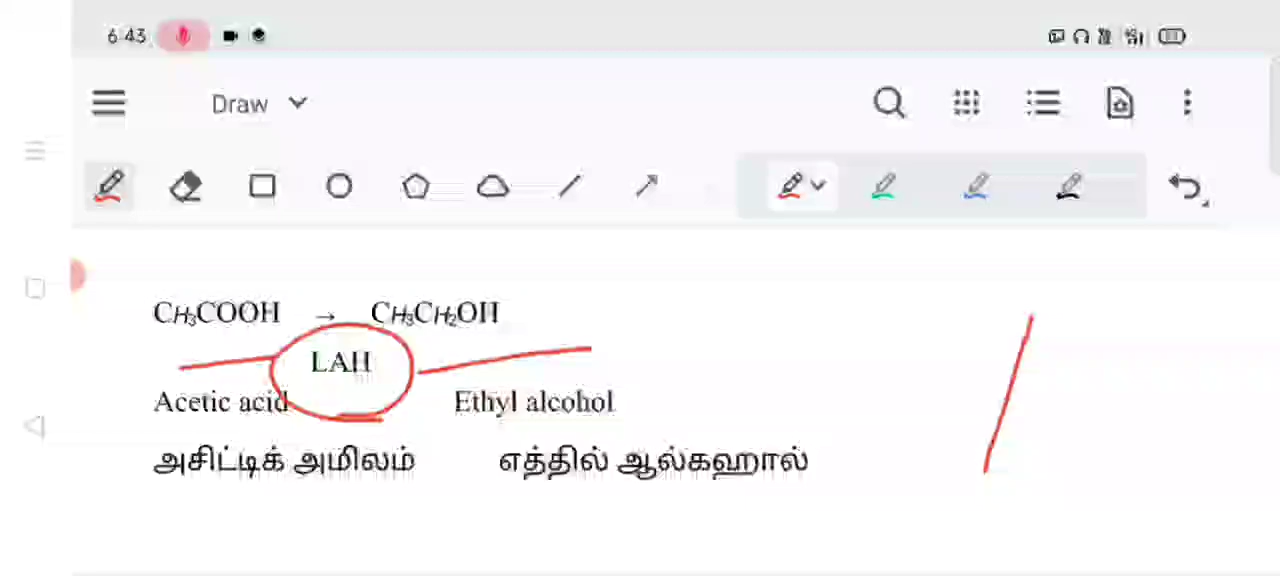 6:43
Draw
CH₃COOH → CH₃CH₂OH
LAH
Acetic acid Ethyl alcohol
அசிட்டிக் அமிலம் எத்தில் ஆல்கஹால்